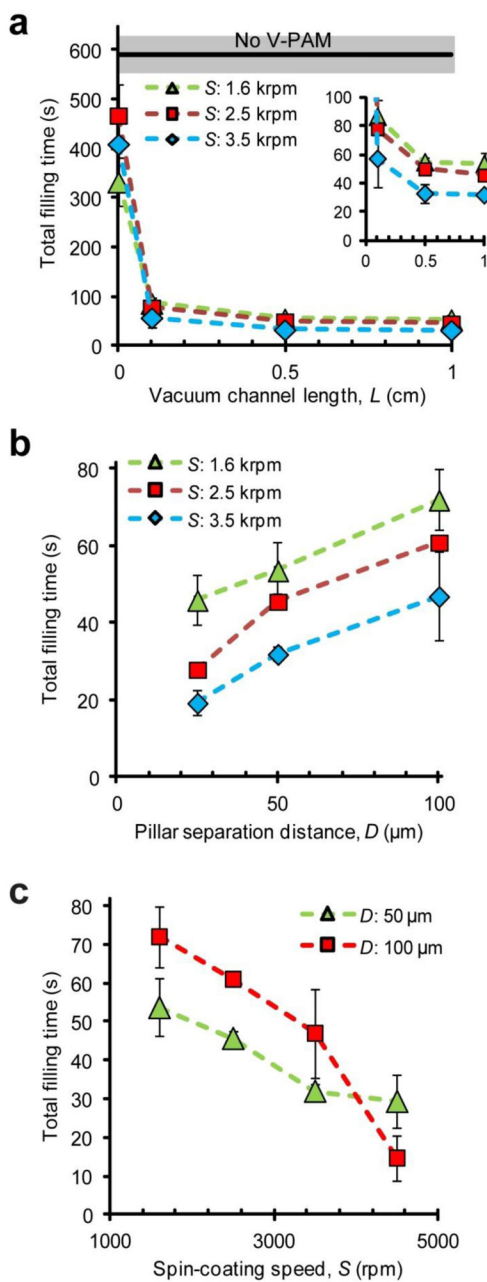 a
No V-PAM
S: 1.6 krpm
S: 2.5 krpm
S: 3.5 krpm
Total filling time (s)
600
500
400
300
200
100
0
100
80
60
40
20
0
0 0.5 1
0 0.5 1
Vacuum channel length, L (cm)
b
S: 1.6 krpm
S: 2.5 krpm
S: 3.5 krpm
Total filling time (s)
80
60
40
20
0
0 50 100
Pillar separation distance, D (µm)
c
D: 50 µm
D: 100 µm
Total filling time (s)
80
70
60
50
40
30
20
10
0
1000 3000 5000
Spin-coating speed, S (rpm)